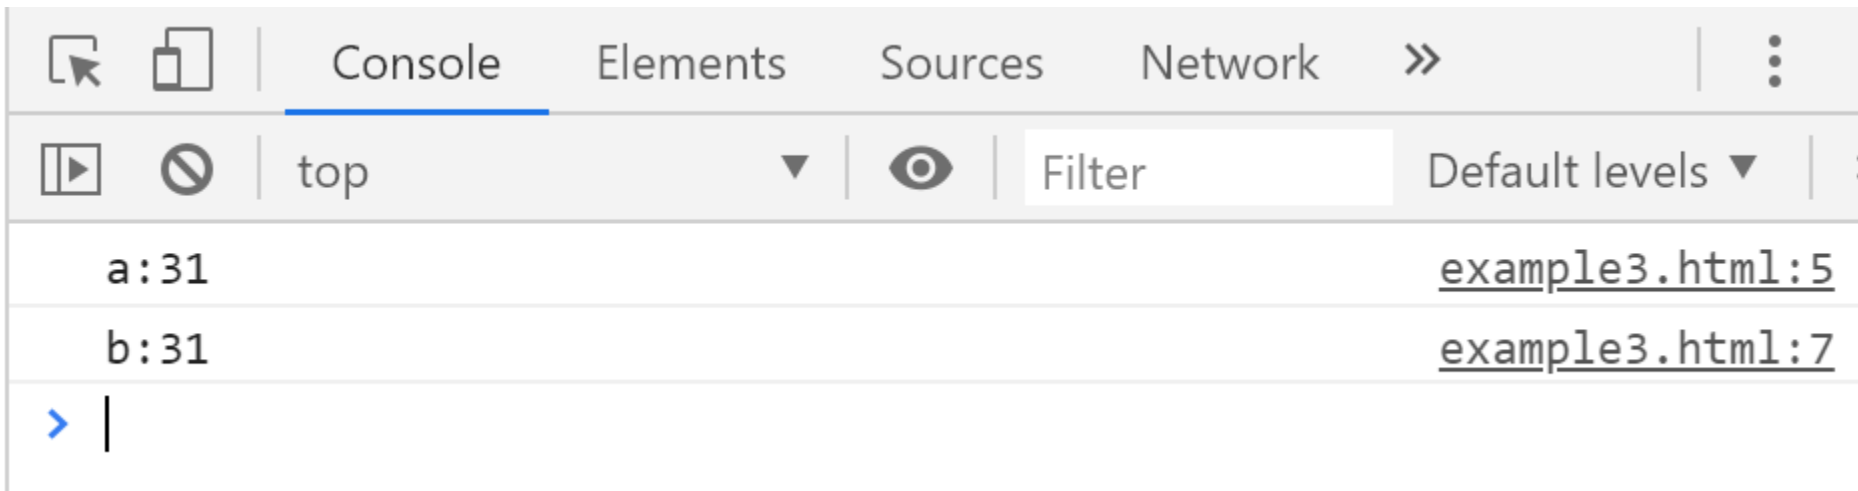 Console Elements Sources Network »
top Filter Default levels
a:31 example3.html:5
b:31 example3.html:7